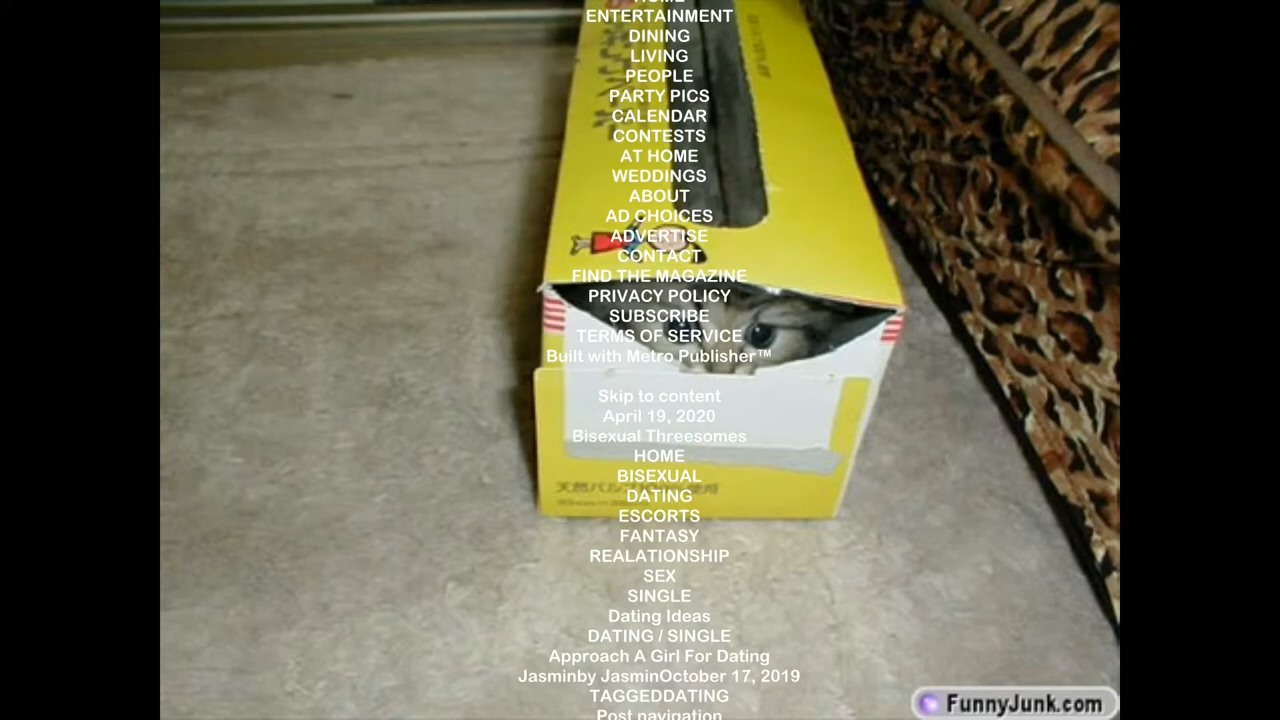 HOME
ENTERTAINMENT
DINING
LIVING
PEOPLE
PARTY PICS
CALENDAR
CONTESTS
AT HOME
WEDDINGS
ABOUT
AD CHOICES
ADVERTISE
CONTACT
FIND THE MAGAZINE
PRIVACY POLICY
SUBSCRIBE
TERMS OF SERVICE
Built with Metro Publisher™
Skip to content
April 19, 2020
Bisexual Threesomes
HOME
BISEXUAL
DATING
ESCORTS
FANTASY
REALATIONSHIP
SEX
SINGLE
Dating Ideas
DATING / SINGLE
Approach A Girl For Dating
Jasminby JasminOctober 17, 2019
TAGGEDDATING
Post navigation
FunnyJunk.com